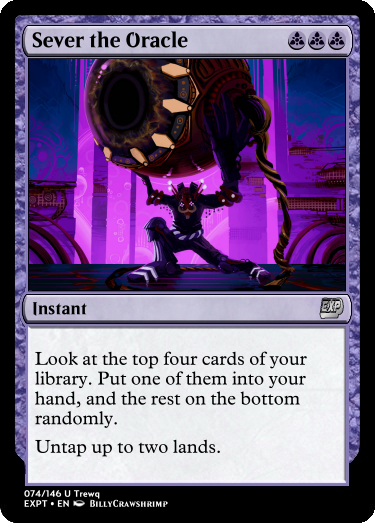 Sever the Oracle
Instant
EXP
Look at the top four cards of your
library. Put one of them into your
hand, and the rest on the bottom
randomly.
Untap up to two lands.
074/146 U Trewq
EXPT • EN BillyCrawshrimp